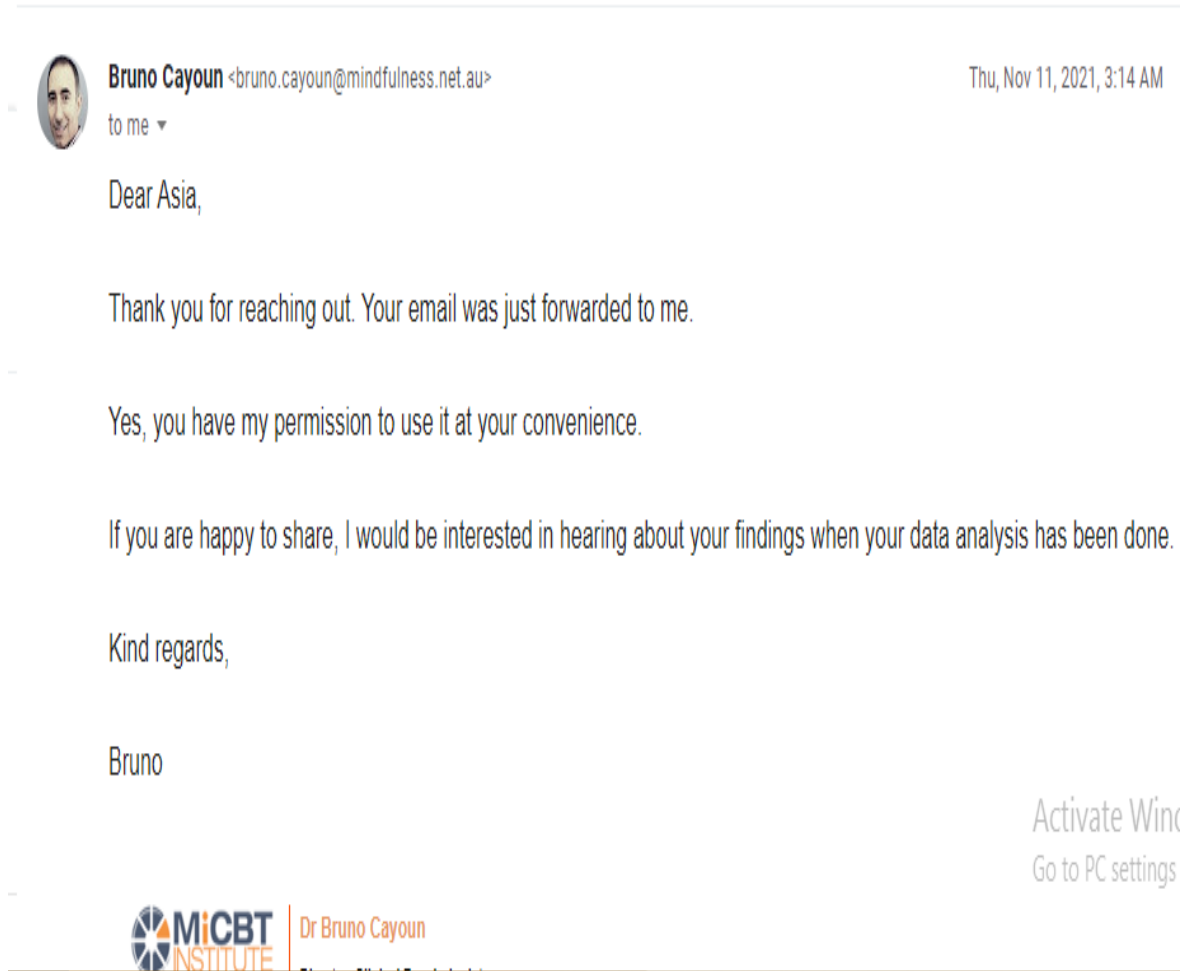 Bruno Cayoun <bruno.cayoun@mindfulness.net.au> Thu, Nov 11, 2021, 3:14 AM
to me
Dear Asia,
Thank you for reaching out. Your email was just forwarded to me.
Yes, you have my permission to use it at your convenience.
If you are happy to share, I would be interested in hearing about your findings when your data analysis has been done.
Kind regards,
Bruno
Activate
Go to PC settings
MiCBT
INSTITUTE
Dr Bruno Cayoun